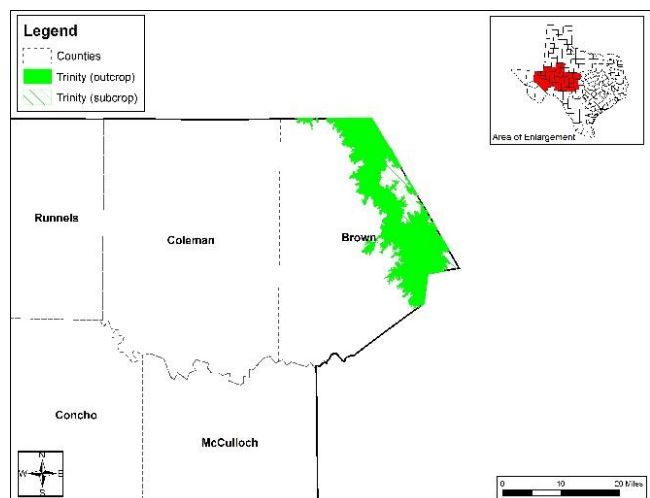 Legend
Counties
Trinity (outcrop)
Trinity (subcrop)
Area of Enlargement
Runnels
Coleman
Brown
Concho
McCulloch
N
W E
S
0 10 20 Miles